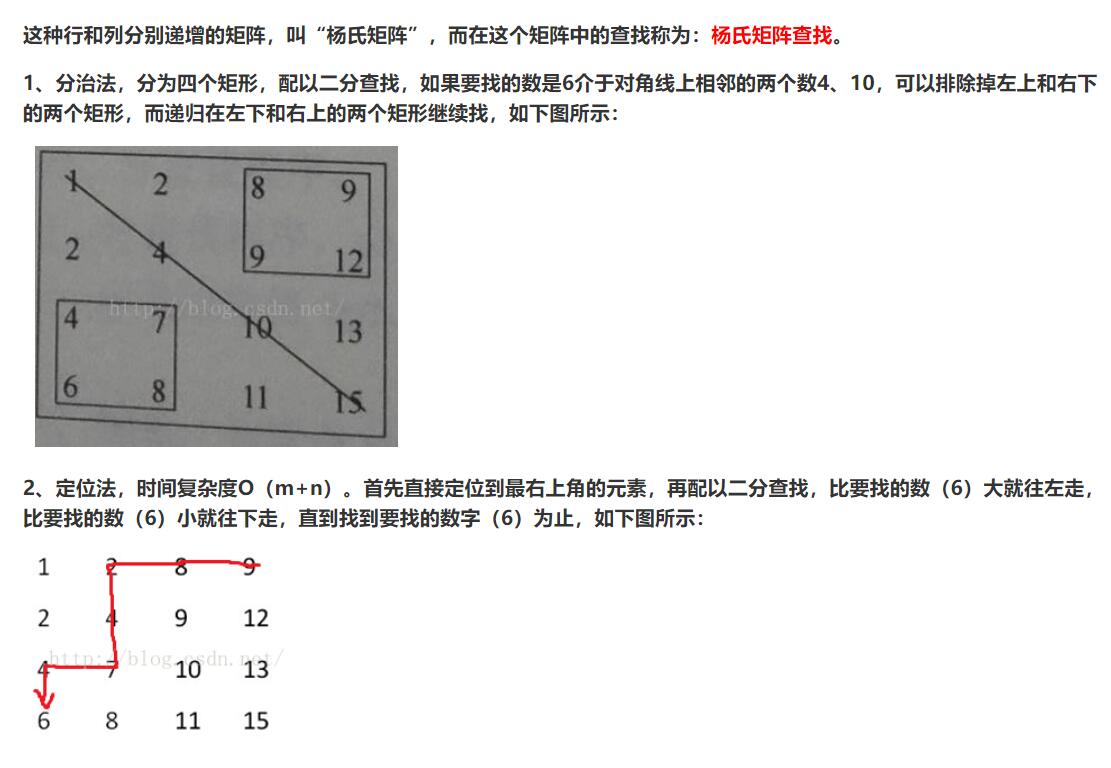 这种行和列分别递增的矩阵，叫“杨氏矩阵”，而在这个矩阵中的查找称为：杨氏矩阵查找。
1、分治法，分为四个矩形，配以二分查找，如果要找的数是6介于对角线上相邻的两个数4、10，可以排除掉左上和右下
的两个矩形，而递归在左下和右上的两个矩形继续找，如下图所示：
1 2 8 9
2 4 9 12
http://blog.csdn.net/
4 7 10 13
6 8 11 15
2、定位法，时间复杂度O（m+n）。首先直接定位到最右上角的元素，再配以二分查找，比要找的数（6）大就往左走，
比要找的数（6）小就往下走，直到找到要找的数字（6）为止，如下图所示：
1 2 8 9
2 4 9 12
http://blog.csdn.net/
4 7 10 13
6 8 11 15